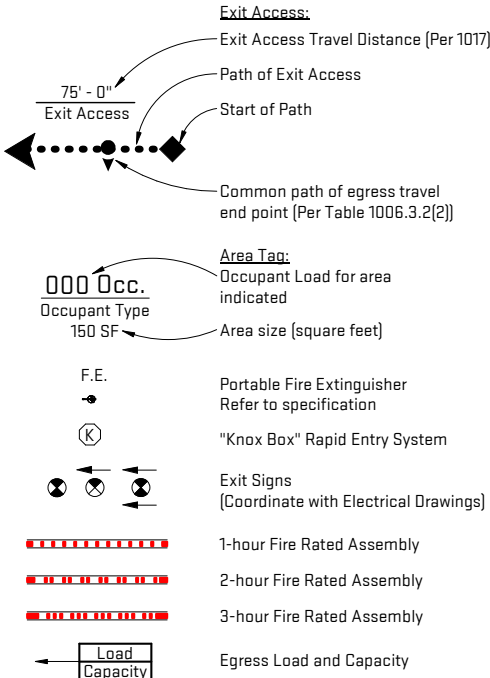 Exit Access:
Exit Access Travel Distance (Per 1017)
75' - 0"
Exit Access
Path of Exit Access
Start of Path
Common path of egress travel
end point (Per Table 1006.3.2(2))
Area Tag:
000 Occ.
Occupant Type
150 SF
Occupant Load for area
indicated
Area size (square feet)
F.E.
Portable Fire Extinguisher
Refer to specification
K
"Knox Box" Rapid Entry System
Exit Signs
(Coordinate with Electrical Drawings)
1-hour Fire Rated Assembly
2-hour Fire Rated Assembly
3-hour Fire Rated Assembly
Load
Capacity
Egress Load and Capacity